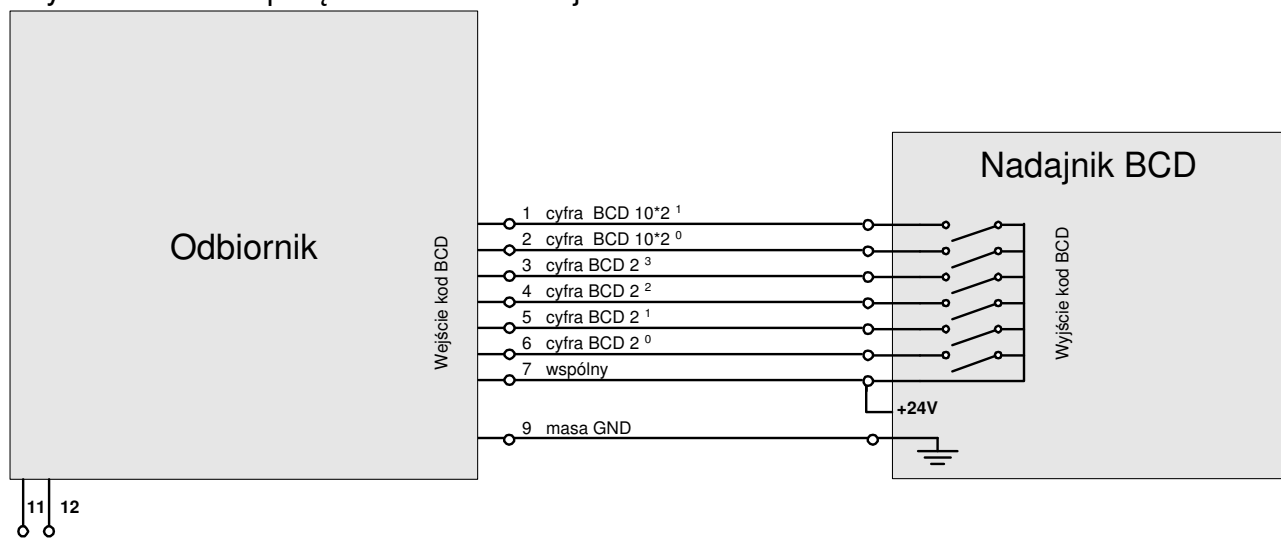 Odbiornik
Wejście kod BCD
1 cyfra BCD 10*2 1
2 cyfra BCD 10*2 0
3 cyfra BCD 2 3
4 cyfra BCD 2 2
5 cyfra BCD 2 1
6 cyfra BCD 2 0
7 wspólny
9 masa GND
Nadajnik BCD
Wyjście kod BCD
+24V
11 12